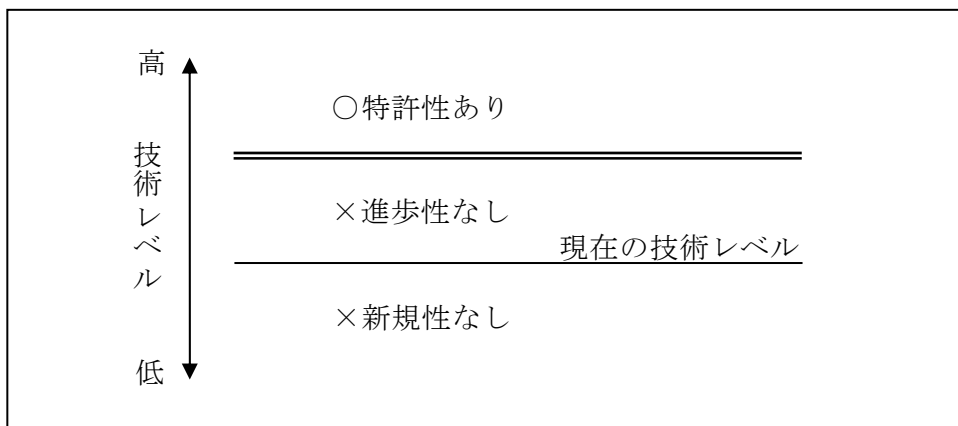 高
○特許性あり
技術レベル
×進歩性なし
現在の技術レベル
×新規性なし
低